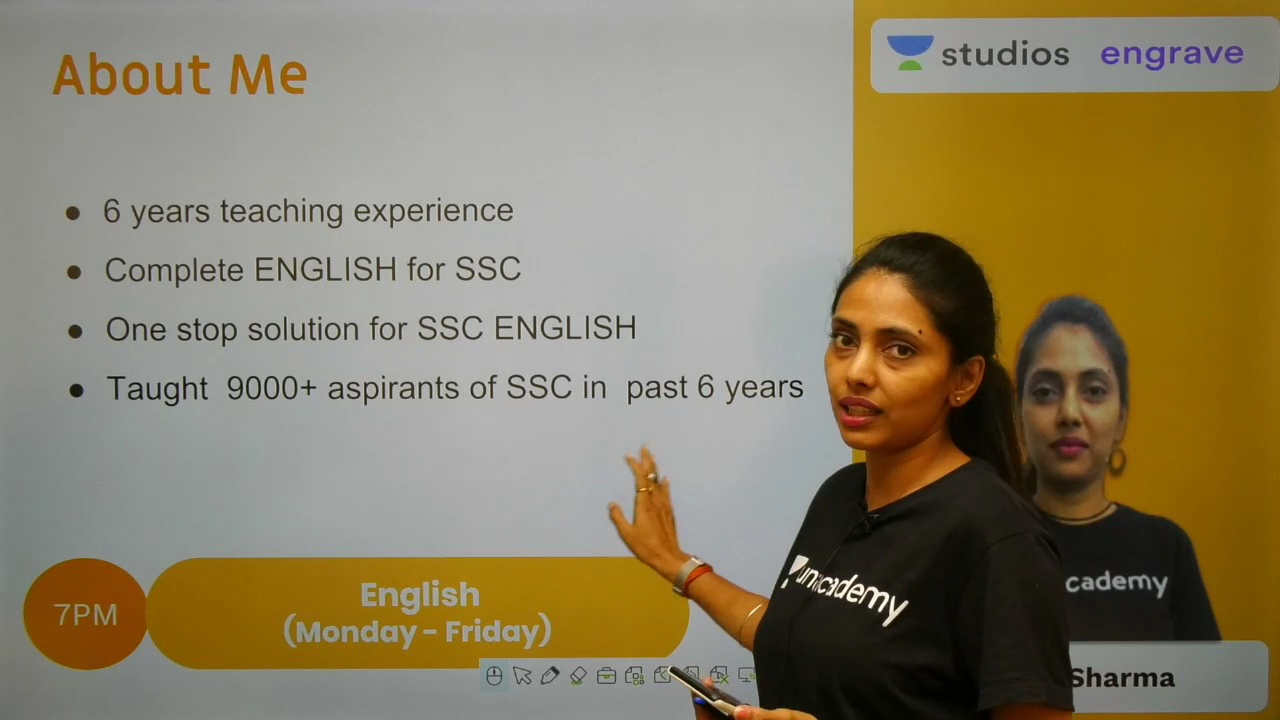 About Me
studios engrave
● 6 years teaching experience
● Complete ENGLISH for SSC
● One stop solution for SSC ENGLISH
● Taught 9000+ aspirants of SSC in past 6 years
7PM
English
(Monday - Friday)
unacademy
cademy
Sharma